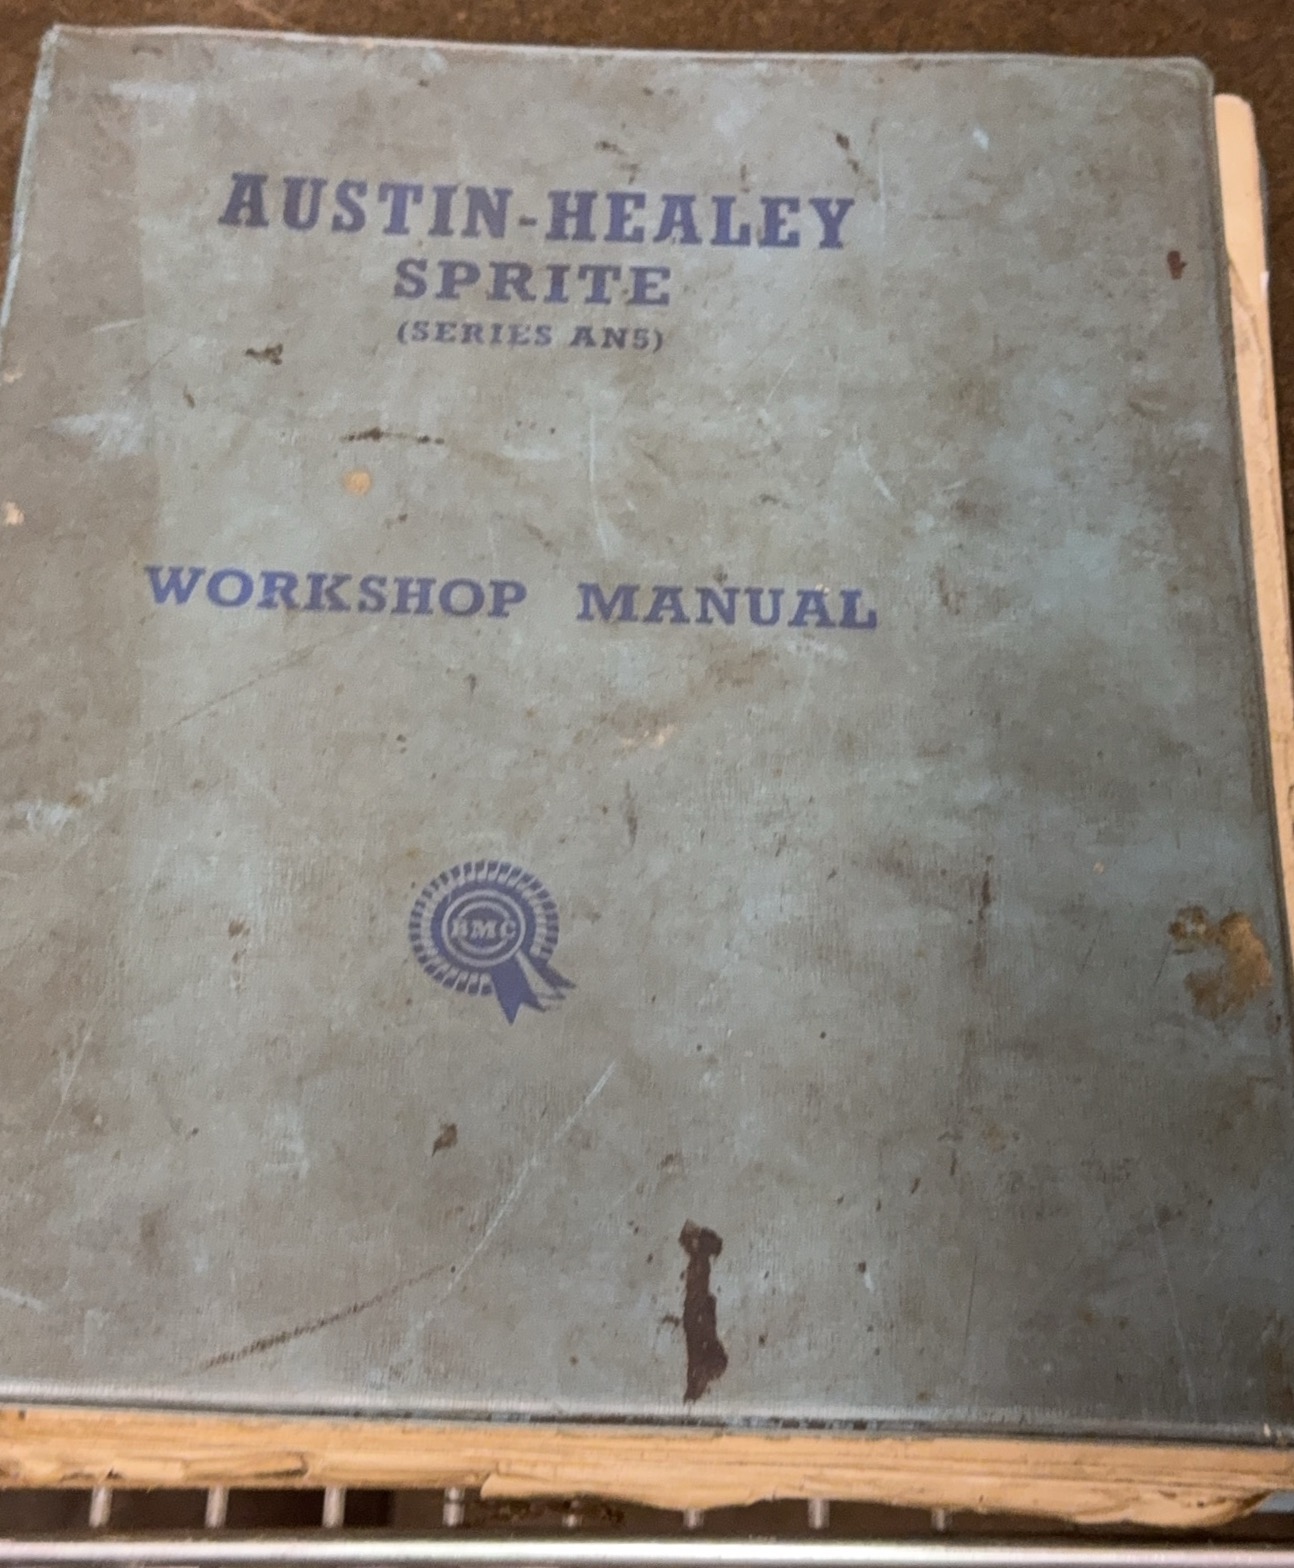 AUSTIN-HEALEY
SPRITE
(SERIES AN5)
WORKSHOP MANUAL
BMC